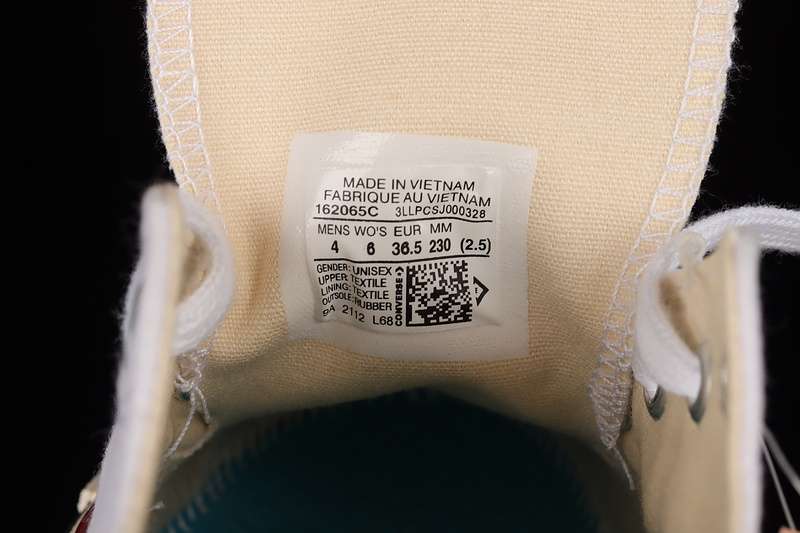 MADE IN VIETNAM
FABRIQUE AU VIETNAM
162065C 3LLPCSJ000328
MENS WO'S EUR MM
4 6 36.5 230 (2.5)
GENDER: UNISEX
UPPER: TEXTILE
LINING: TEXTILE
OUTSOLE: RUBBER
9A 2112 L68
CONVERSE